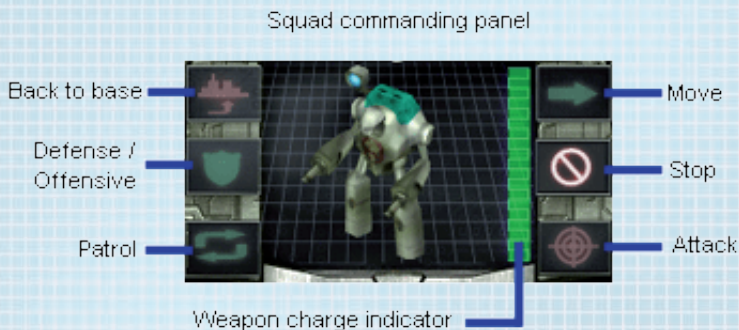 Squad commanding panel
Back to base
Move
Defense /
Offensive
Stop
Patrol
Attack
Weapon charge indicator